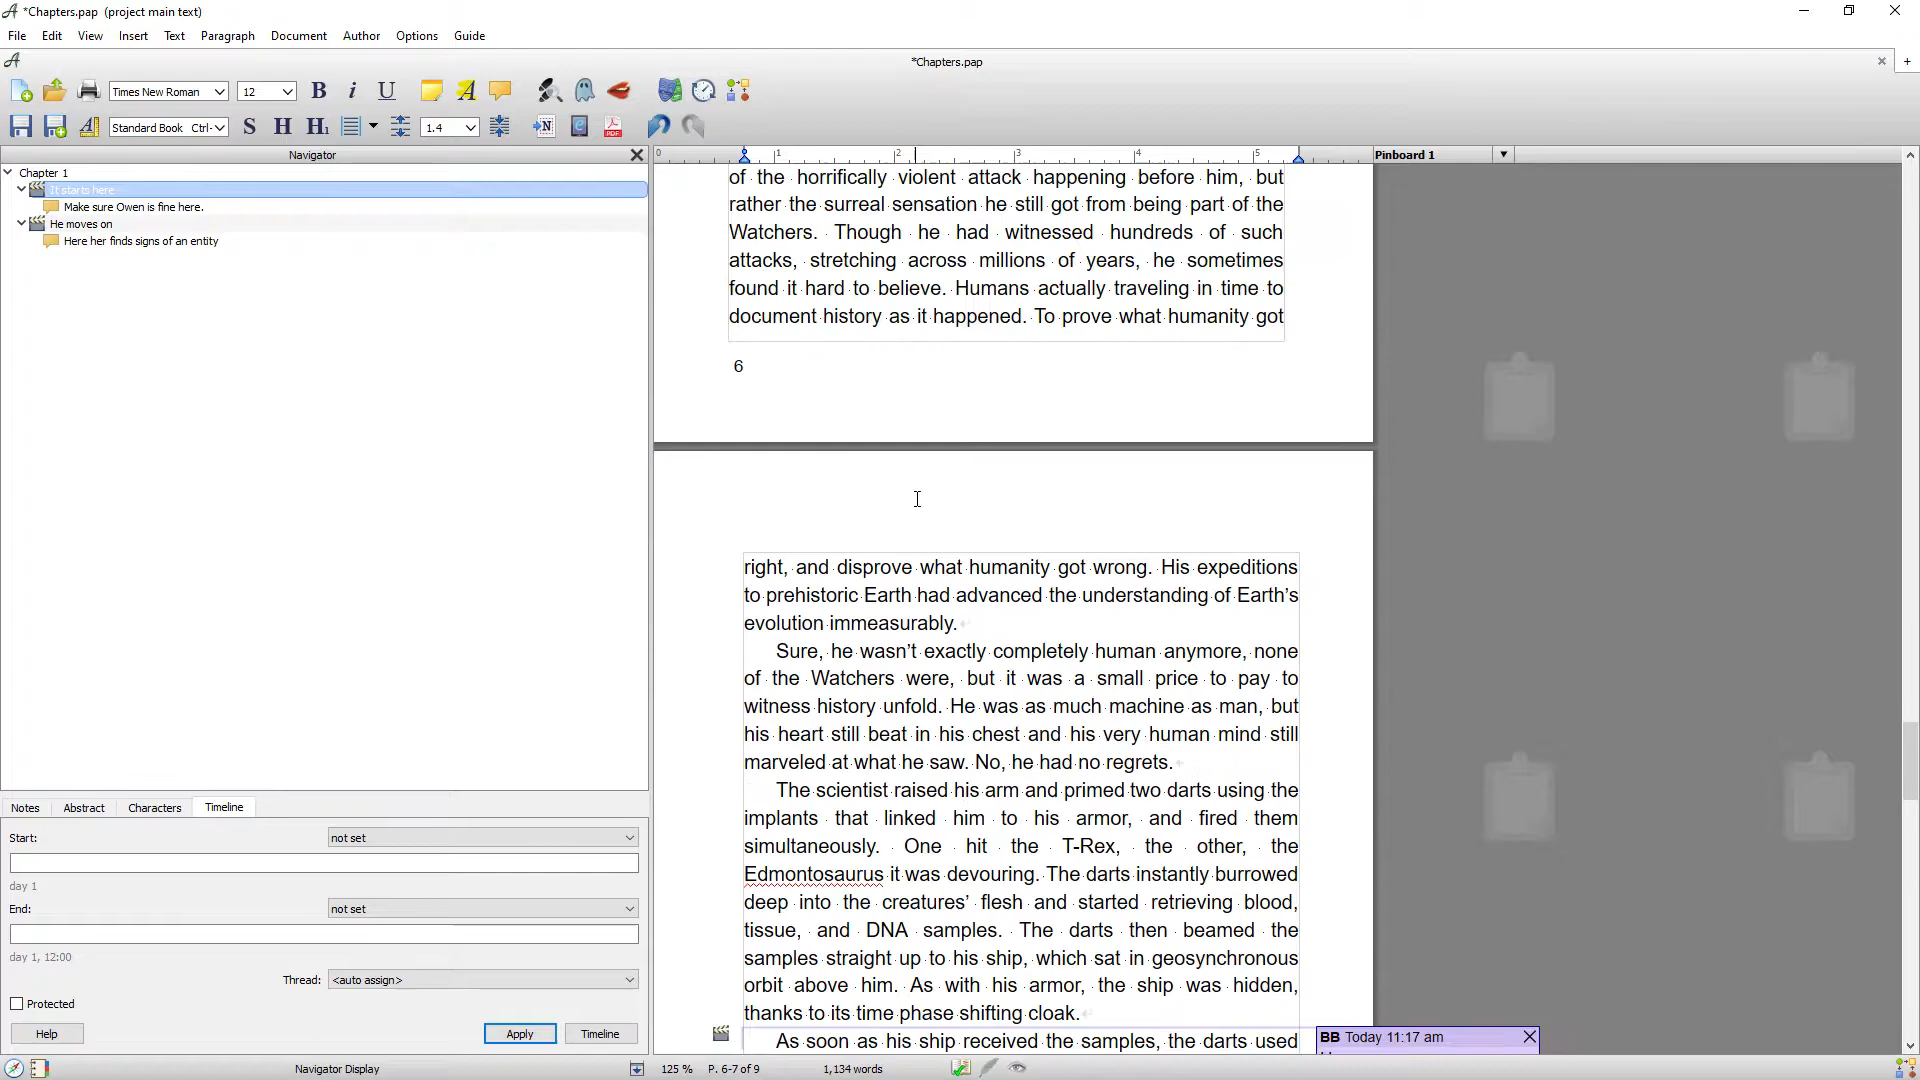 *Chapters.pap  (project main text)
File Edit View Insert Text Paragraph Document Author Options Guide
*Chapters.pap
Times New Roman 12 B i U
Standard Book Ctrl- S H H1 1.4 N PDF
Navigator
0 1 2 3 4 5 Pinboard 1
Chapter 1
It starts here
Make sure Owen is fine here.
He moves on
Here her finds signs of an entity
of the horrifically violent attack happening before him, but
rather the surreal sensation he still got from being part of the
Watchers. Though he had witnessed hundreds of such
attacks, stretching across millions of years, he sometimes
found it hard to believe. Humans actually traveling in time to
document history as it happened. To prove what humanity got
6
right, and disprove what humanity got wrong. His expeditions
to prehistoric Earth had advanced the understanding of Earth’s
evolution immeasurably.
Sure, he wasn’t exactly completely human anymore, none
of the Watchers were, but it was a small price to pay to
witness history unfold. He was as much machine as man, but
his heart still beat in his chest and his very human mind still
marveled at what he saw. No, he had no regrets.
The scientist raised his arm and primed two darts using the
implants that linked him to his armor, and fired them
simultaneously. One hit the T-Rex, the other, the
Edmontosaurus it was devouring. The darts instantly burrowed
deep into the creatures’ flesh and started retrieving blood,
tissue, and DNA samples. The darts then beamed the
samples straight up to his ship, which sat in geosynchronous
orbit above him. As with his armor, the ship was hidden,
thanks to its time phase shifting cloak.
As soon as his ship received the samples, the darts used
BB Today 11:17 am
Notes Abstract Characters Timeline
Start: not set
day 1
End: not set
day 1, 12:00
Thread: <auto assign>
Protected
Help Apply Timeline
Navigator Display 125 % P. 6-7 of 9 1,134 words